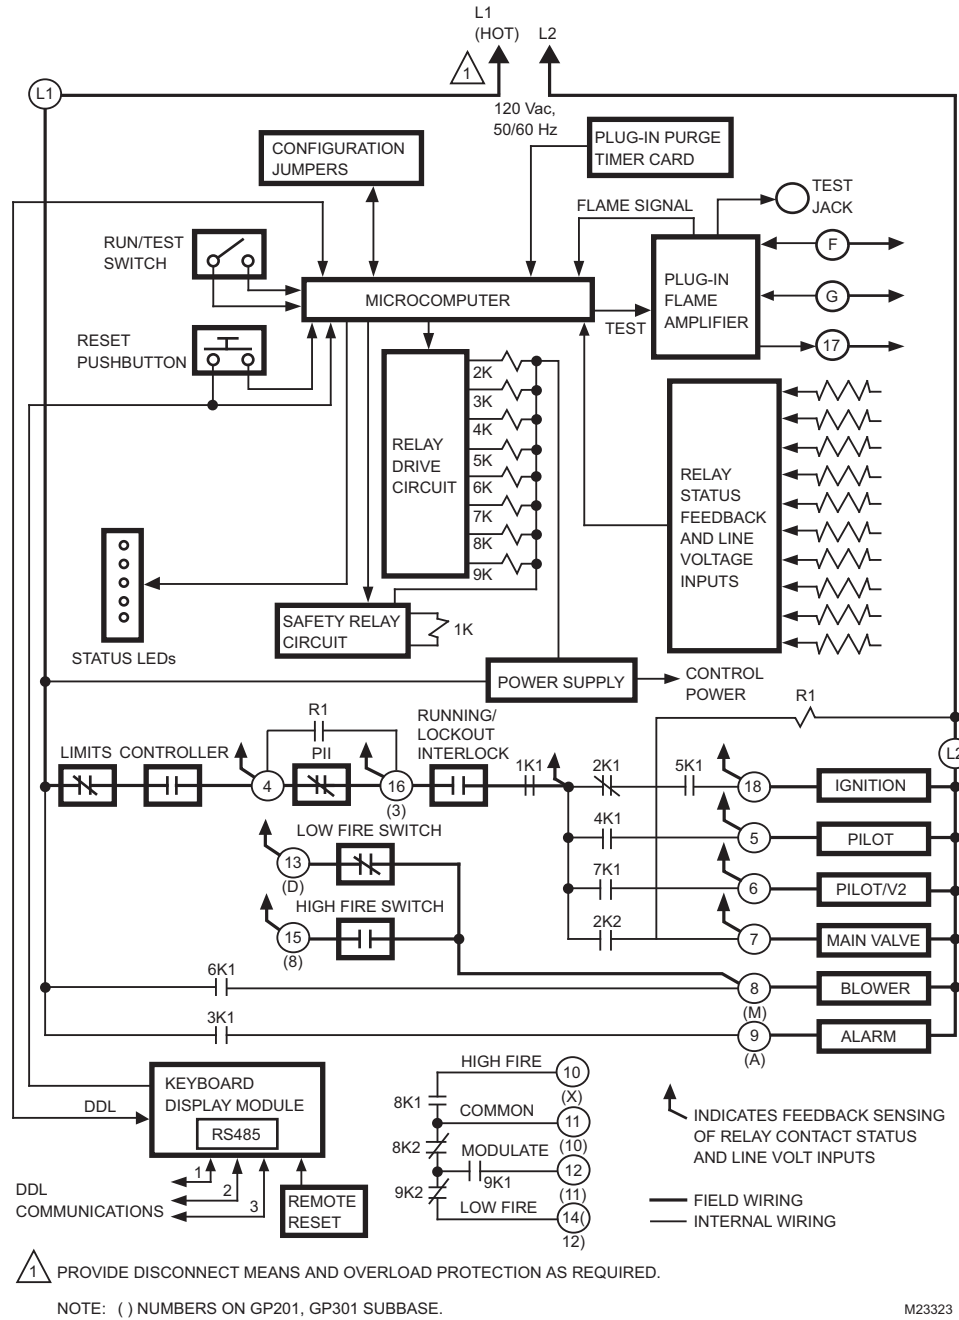 L1
(HOT)
L2
1
L1
120 Vac,
50/60 Hz
CONFIGURATION
JUMPERS
PLUG-IN PURGE
TIMER CARD
TEST
JACK
FLAME SIGNAL
RUN/TEST
SWITCH
F
PLUG-IN
FLAME
AMPLIFIER
MICROCOMPUTER
G
TEST
RESET
PUSHBUTTON
17
2K
3K
4K
5K
6K
7K
8K
9K
RELAY
DRIVE
CIRCUIT
RELAY
STATUS
FEEDBACK
AND LINE
VOLTAGE
INPUTS
STATUS LEDs
SAFETY RELAY
CIRCUIT
1K
POWER SUPPLY
CONTROL
POWER
R1
R1
RUNNING/
LOCKOUT
INTERLOCK
L2
LIMITS
CONTROLLER
PII
1K1
2K1
5K1
4
16
(3)
18
IGNITION
LOW FIRE SWITCH
4K1
5
PILOT
13
(D)
7K1
6
PILOT/V2
HIGH FIRE SWITCH
15
(8)
2K2
7
MAIN VALVE
6K1
8
(M)
BLOWER
3K1
9
(A)
ALARM
KEYBOARD
DISPLAY MODULE
RS485
DDL
1
2
3
DDL
COMMUNICATIONS
REMOTE
RESET
HIGH FIRE
10
(X)
8K1
COMMON
11
(10)
8K2
MODULATE
12
(11)
9K1
9K2
LOW FIRE
14(
12)
INDICATES FEEDBACK SENSING
OF RELAY CONTACT STATUS
AND LINE VOLT INPUTS
FIELD WIRING
INTERNAL WIRING
1 PROVIDE DISCONNECT MEANS AND OVERLOAD PROTECTION AS REQUIRED.
NOTE: ( ) NUMBERS ON GP201, GP301 SUBBASE.
M23323